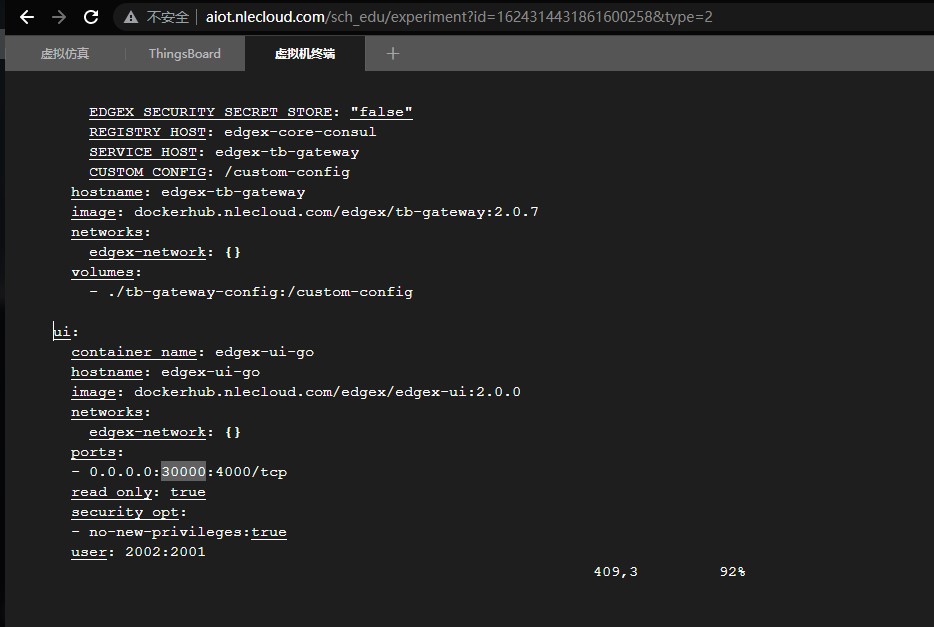 不安全 aiot.nlecloud.com/sch_edu/experiment?id=1624314431861600258&type=2
虚拟仿真 ThingsBoard 虚拟机终端
EDGEX_SECURITY_SECRET_STORE: "false"
REGISTRY_HOST: edgex-core-consul
SERVICE_HOST: edgex-tb-gateway
CUSTOM_CONFIG: /custom-config
hostname: edgex-tb-gateway
image: dockerhub.nlecloud.com/edgex/tb-gateway:2.0.7
networks:
edgex-network: {}
volumes:
- ./tb-gateway-config:/custom-config
ui:
container_name: edgex-ui-go
hostname: edgex-ui-go
image: dockerhub.nlecloud.com/edgex/edgex-ui:2.0.0
networks:
edgex-network: {}
ports:
- 0.0.0.0:30000:4000/tcp
read_only: true
security_opt:
- no-new-privileges:true
user: 2002:2001
409,3 92%